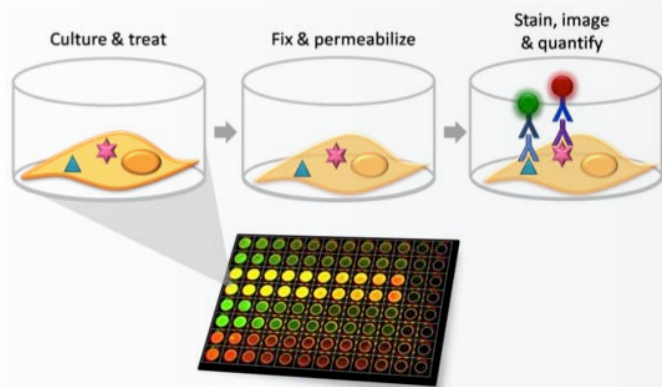 Culture & treat
Fix & permeabilize
Stain, image
& quantify